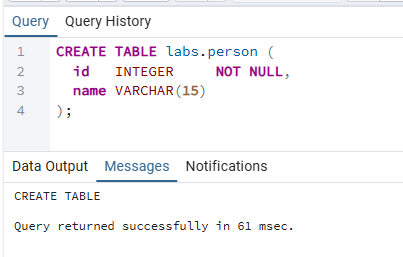 Query Query History
1 CREATE TABLE labs.person (
2   id   INTEGER     NOT NULL,
3   name VARCHAR(15)
4 );
Data Output Messages Notifications
CREATE TABLE
Query returned successfully in 61 msec.